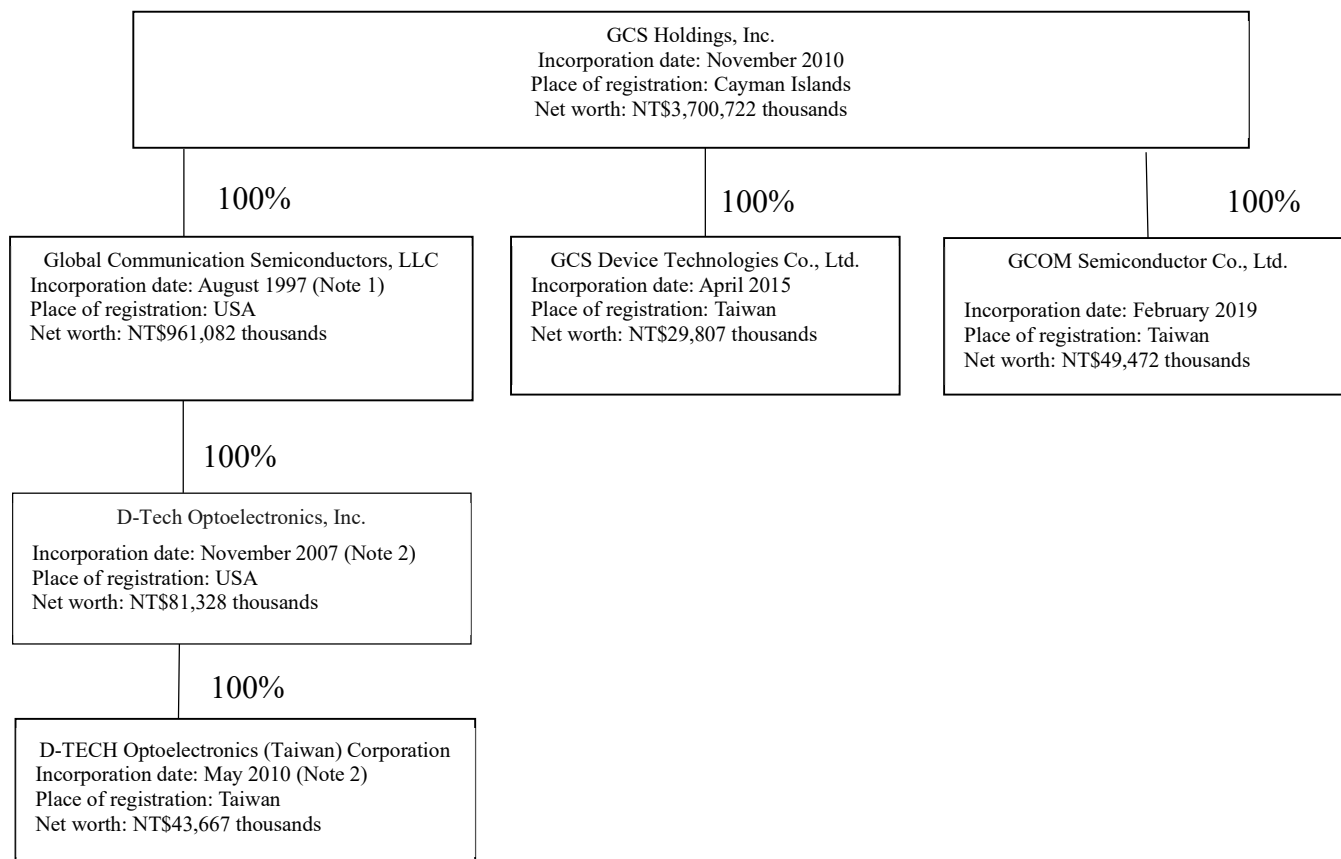 GCS Holdings, Inc.
Incorporation date: November 2010
Place of registration: Cayman Islands
Net worth: NT$3,700,722 thousands
100%
100%
100%
Global Communication Semiconductors, LLC
Incorporation date: August 1997 (Note 1)
Place of registration: USA
Net worth: NT$961,082 thousands
GCS Device Technologies Co., Ltd.
Incorporation date: April 2015
Place of registration: Taiwan
Net worth: NT$29,807 thousands
GCOM Semiconductor Co., Ltd.
Incorporation date: February 2019
Place of registration: Taiwan
Net worth: NT$49,472 thousands
100%
D-Tech Optoelectronics, Inc.
Incorporation date: November 2007 (Note 2)
Place of registration: USA
Net worth: NT$81,328 thousands
100%
D-TECH Optoelectronics (Taiwan) Corporation
Incorporation date: May 2010 (Note 2)
Place of registration: Taiwan
Net worth: NT$43,667 thousands